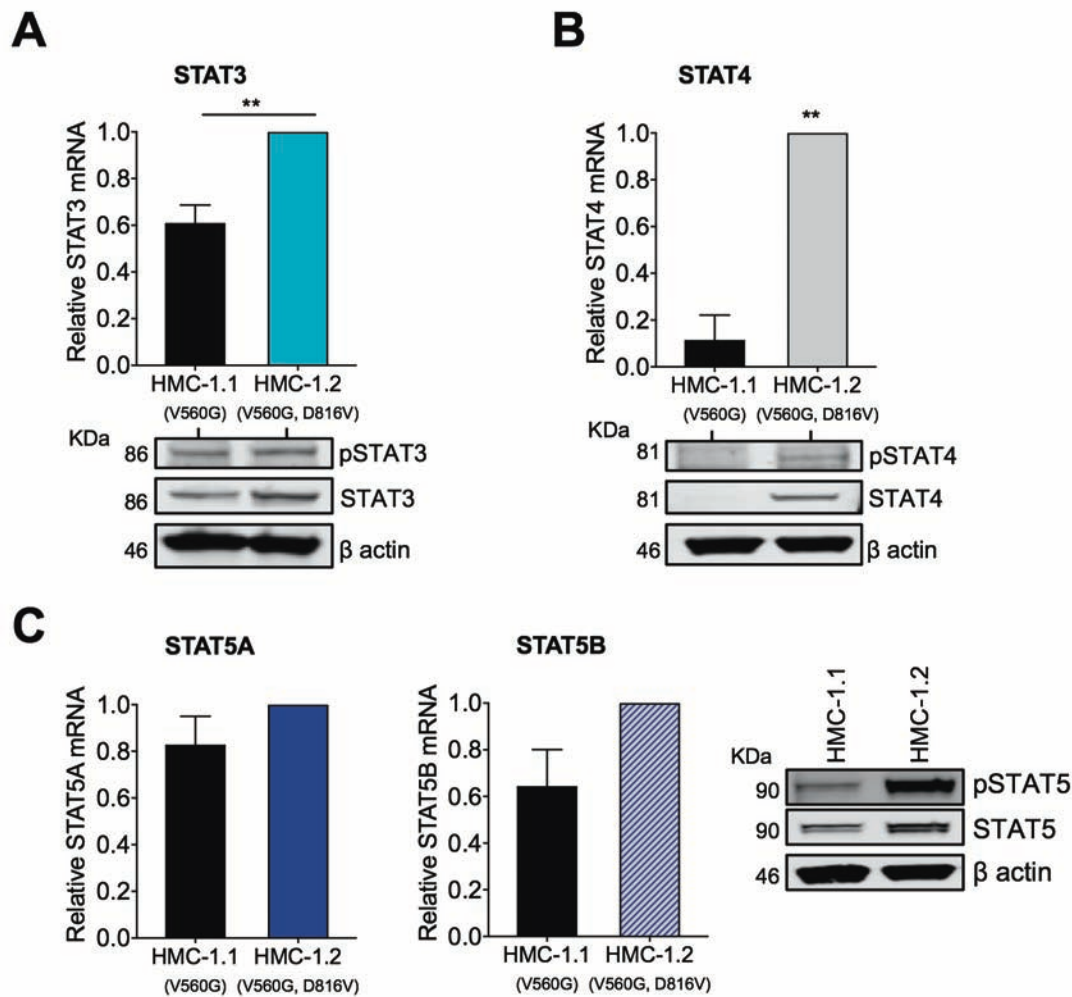 A
STAT3
**
Relative STAT3 mRNA
1.0
0.8
0.6
0.4
0.2
0.0
HMC-1.1 HMC-1.2
(V560G) (V560G, D816V)
KDa
86 pSTAT3
86 STAT3
46 β actin
B
STAT4
**
Relative STAT4 mRNA
1.0
0.8
0.6
0.4
0.2
0.0
HMC-1.1 HMC-1.2
(V560G) (V560G, D816V)
81 pSTAT4
81 STAT4
46 β actin
C
STAT5A
Relative STAT5A mRNA
1.0
0.8
0.6
0.4
0.2
0.0
HMC-1.1 HMC-1.2
(V560G) (V560G, D816V)
STAT5B
Relative STAT5B mRNA
1.0
0.8
0.6
0.4
0.2
0.0
HMC-1.1 HMC-1.2
(V560G) (V560G, D816V)
HMC-1.1
HMC-1.2
KDa
90 pSTAT5
90 STAT5
46 β actin